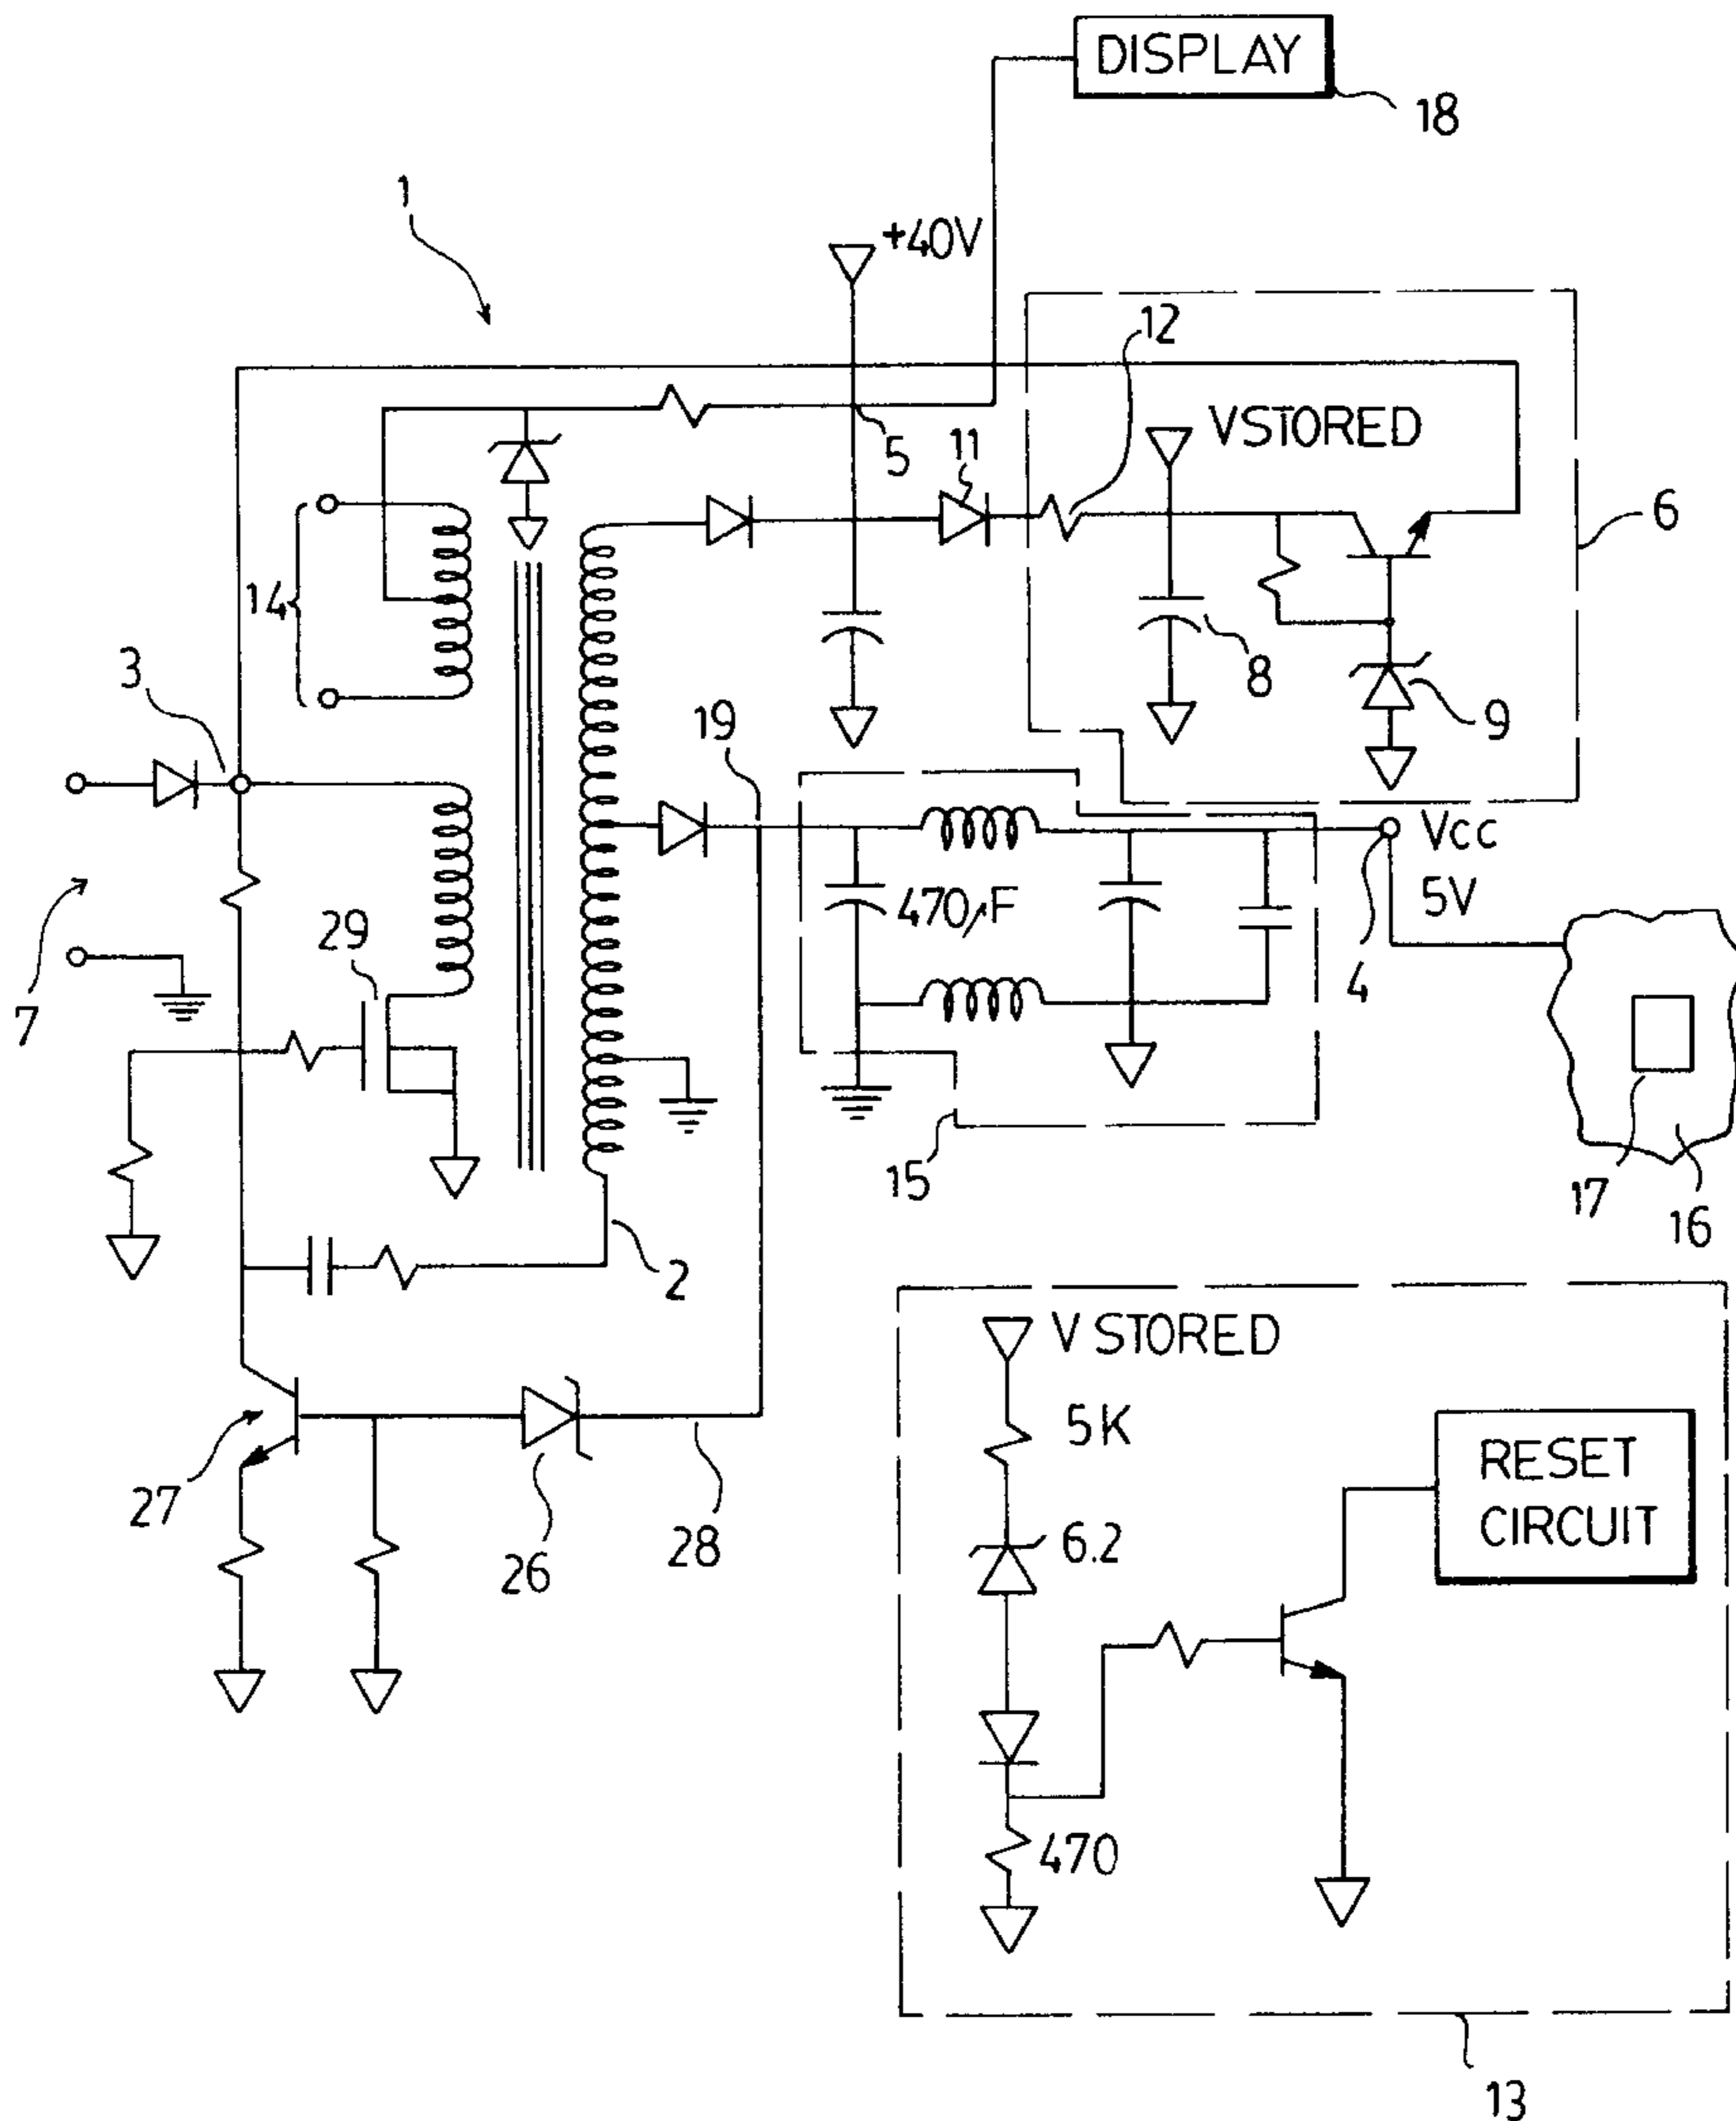 DISPLAY
18
1
+40V
12
VSTORED
5
11
6
14
8
3
9
19
Vcc
470µF
5V
29
4
7
15
17
16
2
V STORED
5K
RESET
CIRCUIT
27
6.2
26
28
470
13